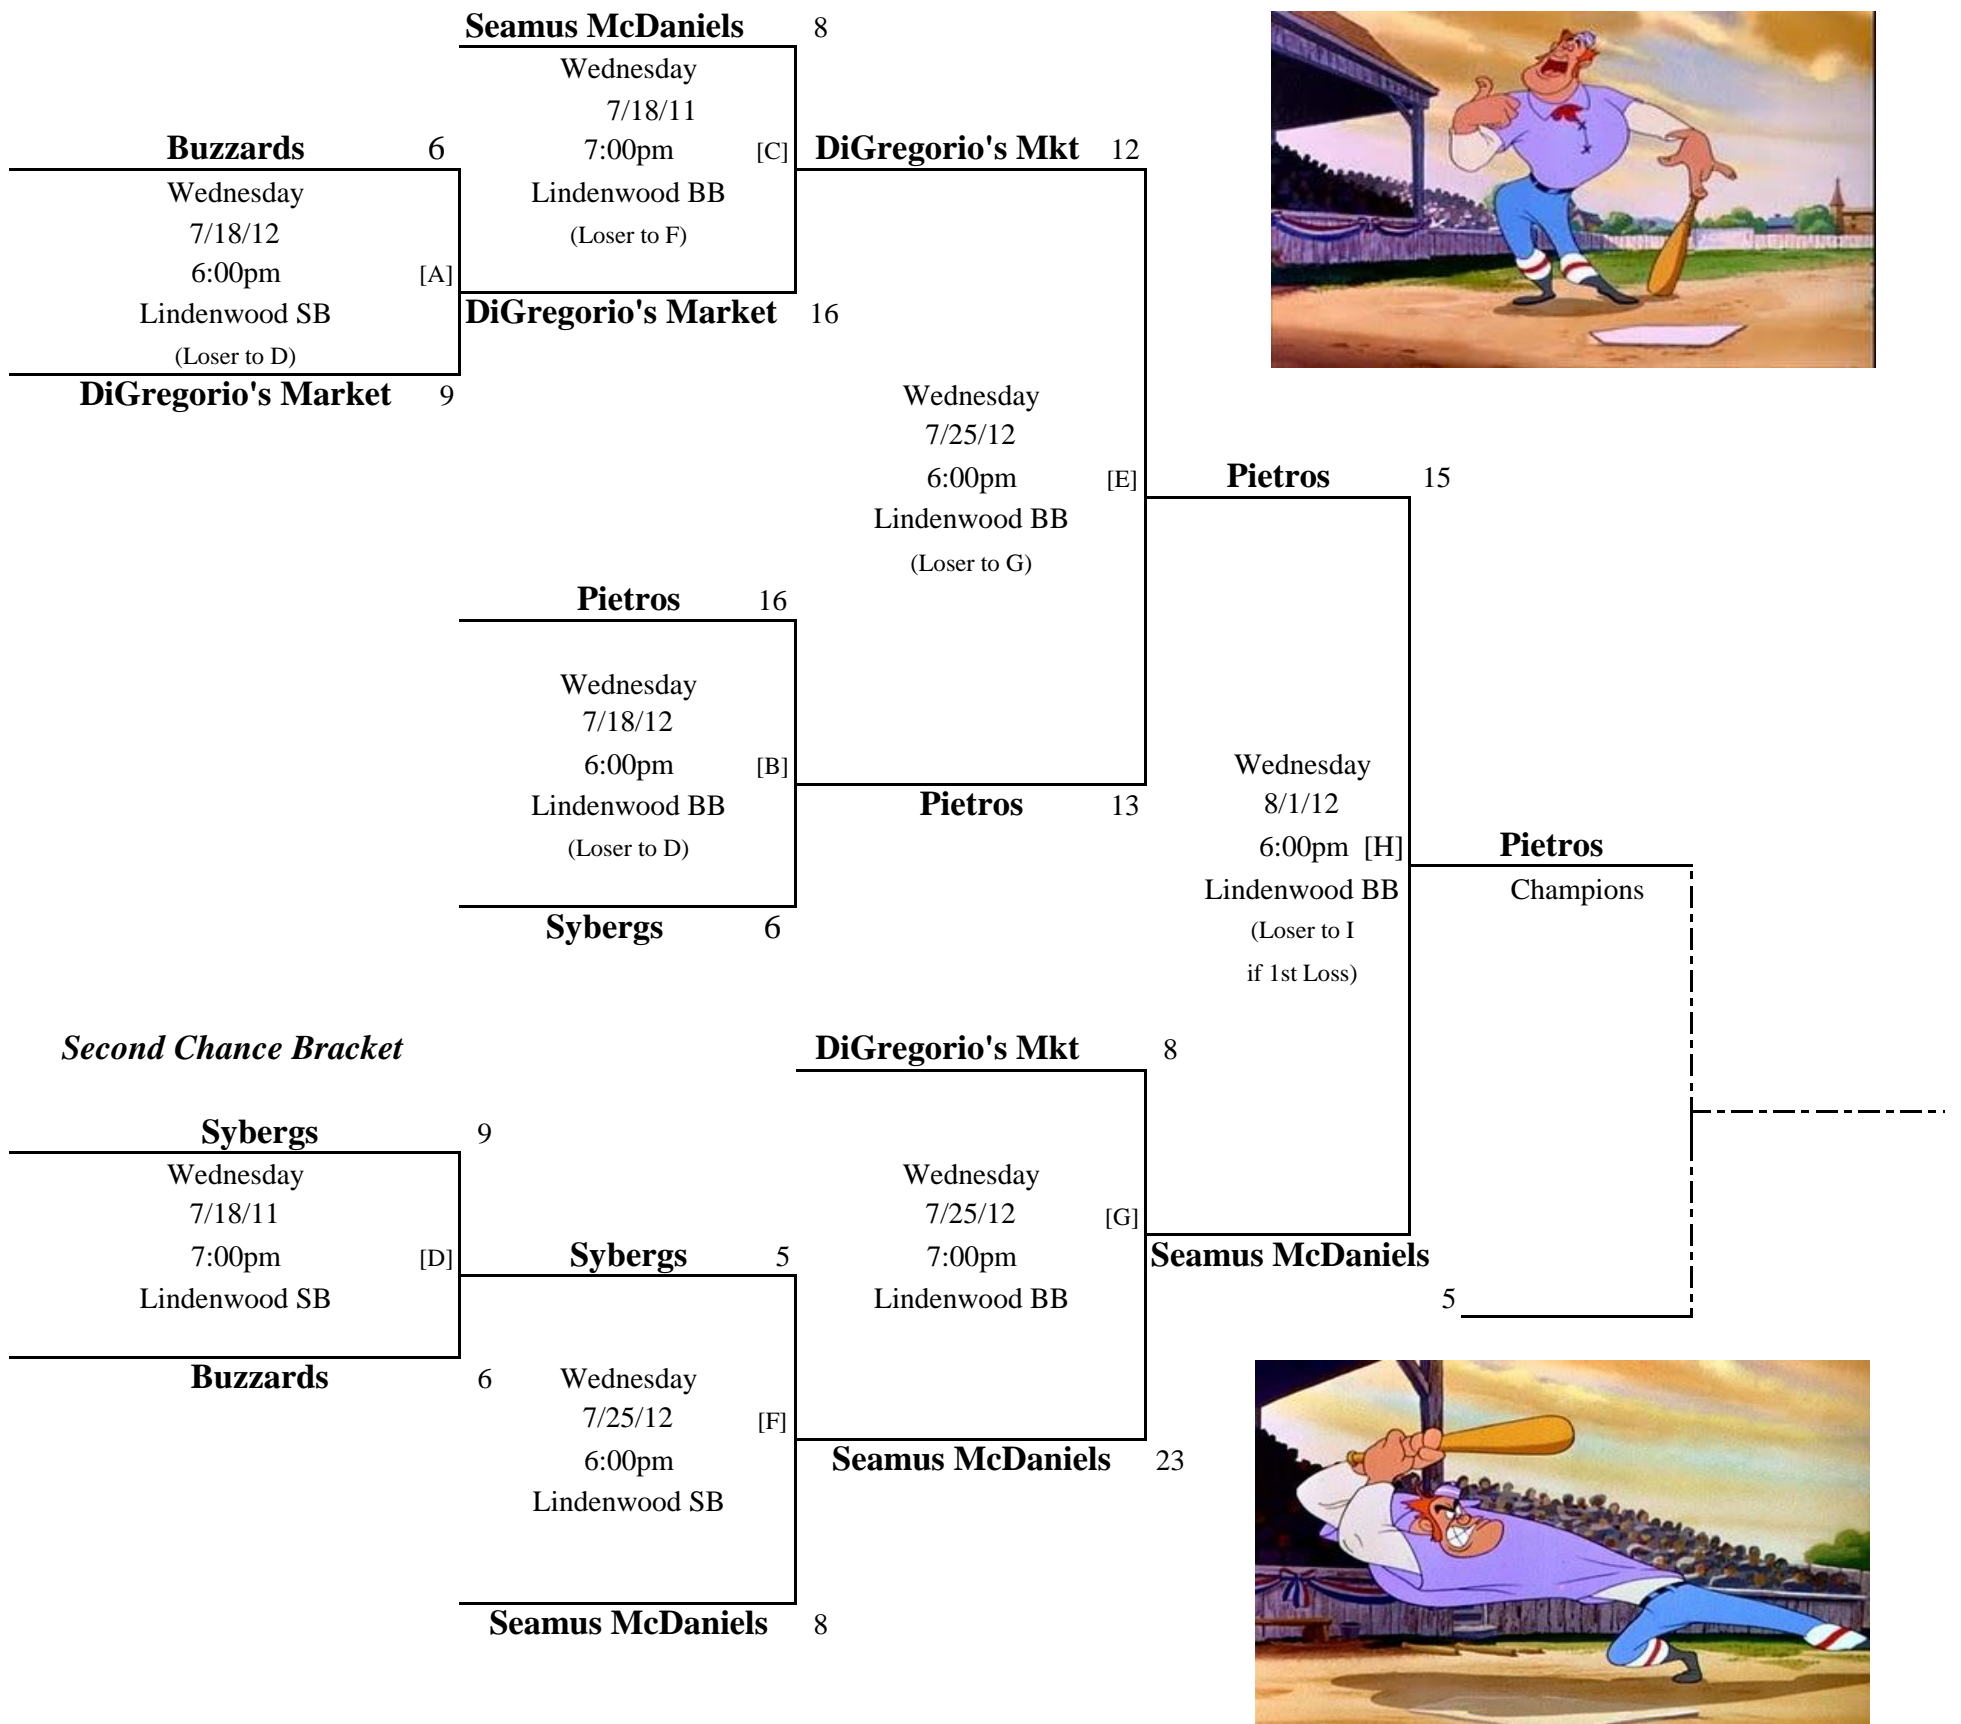 Seamus McDaniels 8
Wednesday
7/18/11
7:00pm [C]
Lindenwood BB
(Loser to F)
DiGregorio's Market 16
Buzzards 6
Wednesday
7/18/12
6:00pm [A]
Lindenwood SB
(Loser to D)
DiGregorio's Market 9
DiGregorio's Mkt 12
Wednesday
7/25/12
6:00pm [E]
Lindenwood BB
(Loser to G)
Pietros 13
Pietros 16
Wednesday
7/18/12
6:00pm [B]
Lindenwood BB
(Loser to D)
Sybergs 6
Pietros 15
Wednesday
8/1/12
6:00pm [H]
Lindenwood BB
(Loser to I
if 1st Loss)
Pietros
Champions
Second Chance Bracket
Sybergs 9
Wednesday
7/18/11
7:00pm [D]
Lindenwood SB
Buzzards 6
Sybergs 5
Wednesday
7/25/12
6:00pm [F]
Lindenwood SB
Seamus McDaniels 8
DiGregorio's Mkt 8
Wednesday
7/25/12
7:00pm [G]
Lindenwood BB
Seamus McDaniels 23
Seamus McDaniels
5